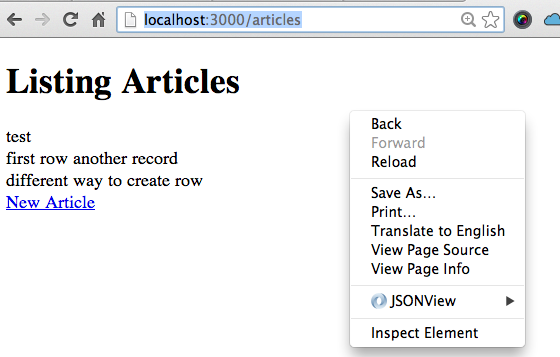 localhost:3000/articles
Listing Articles
test
first row another record
different way to create row
New Article
Back
Forward
Reload
Save As...
Print...
Translate to English
View Page Source
View Page Info
JSONView
Inspect Element